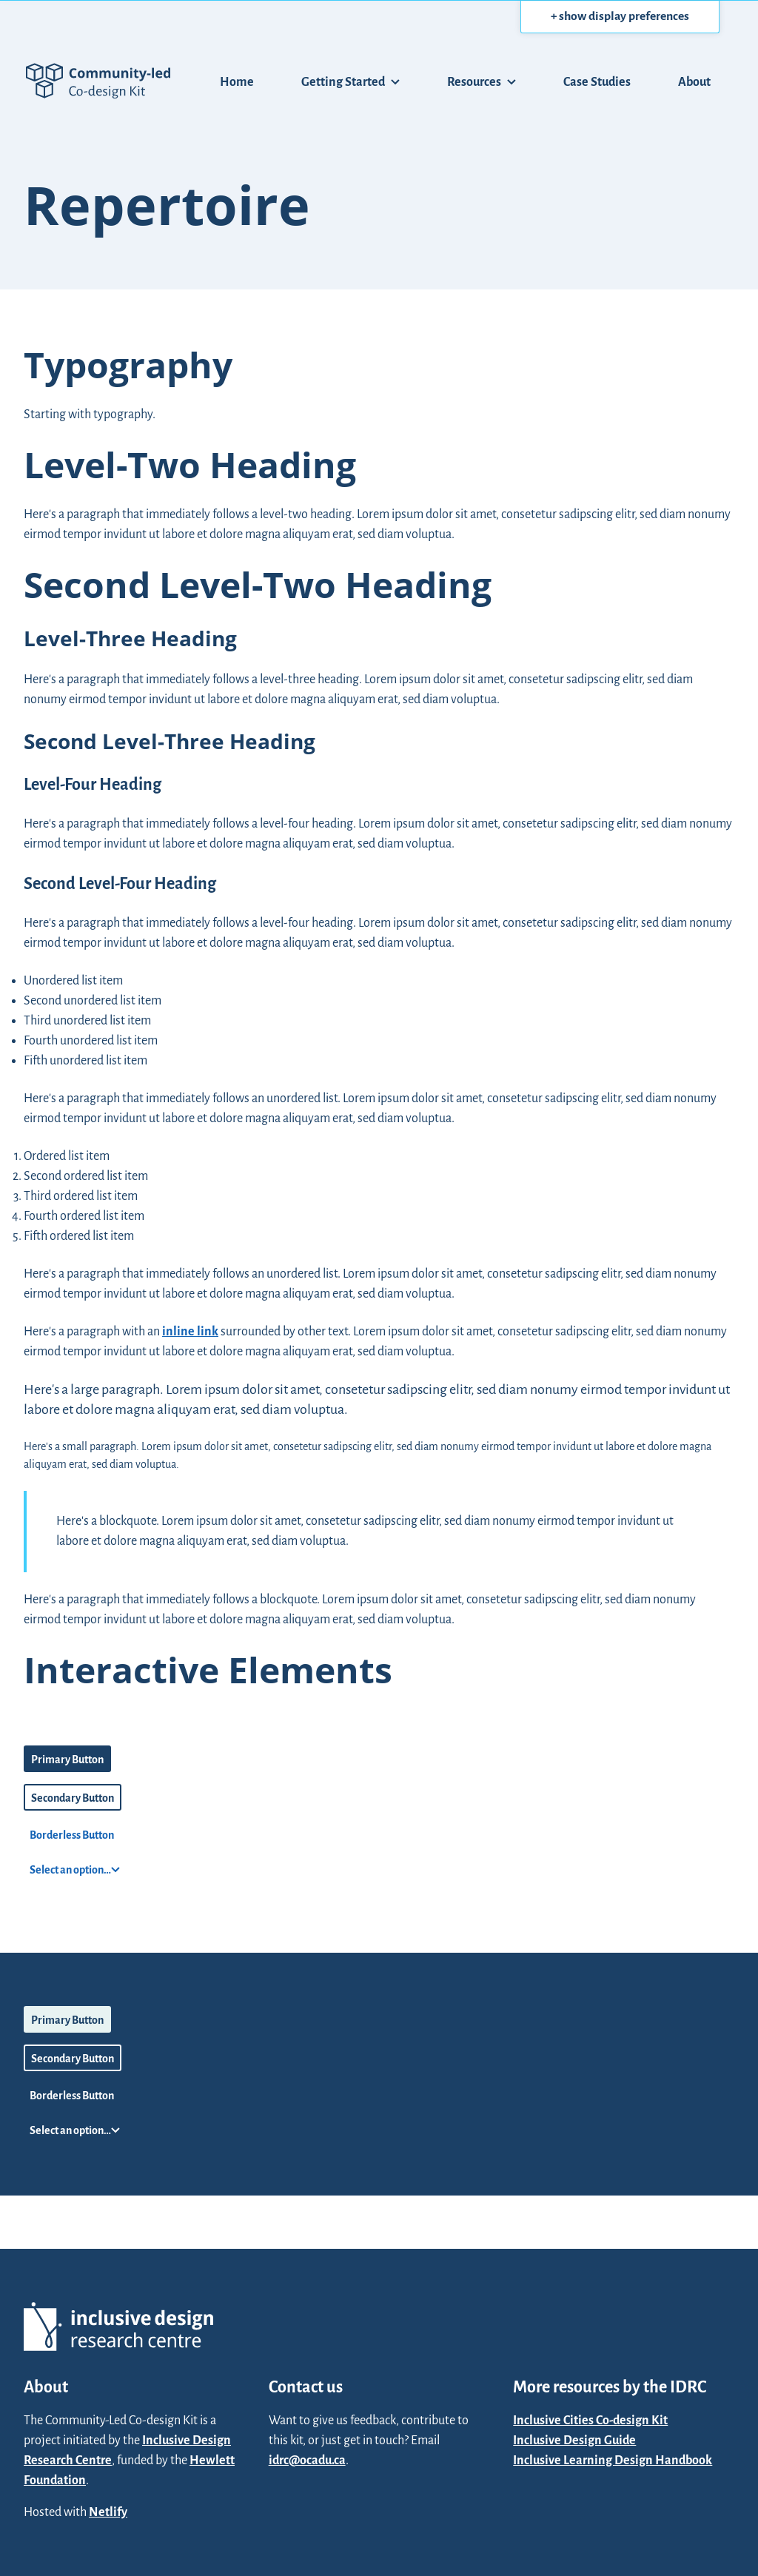 + show display preferences
Community-led
Co-design Kit
Home
Getting Started
Resources
Case Studies
About
Repertoire
Typography
Starting with typography.
Level-Two Heading
Here's a paragraph that immediately follows a level-two heading. Lorem ipsum dolor sit amet, consetetur sadipscing elitr, sed diam nonumy
eirmod tempor invidunt ut labore et dolore magna aliquyam erat, sed diam voluptua.
Second Level-Two Heading
Level-Three Heading
Here's a paragraph that immediately follows a level-three heading. Lorem ipsum dolor sit amet, consetetur sadipscing elitr, sed diam
nonumy eirmod tempor invidunt ut labore et dolore magna aliquyam erat, sed diam voluptua.
Second Level-Three Heading
Level-Four Heading
Here's a paragraph that immediately follows a level-four heading. Lorem ipsum dolor sit amet, consetetur sadipscing elitr, sed diam nonumy
eirmod tempor invidunt ut labore et dolore magna aliquyam erat, sed diam voluptua.
Second Level-Four Heading
Here's a paragraph that immediately follows a level-four heading. Lorem ipsum dolor sit amet, consetetur sadipscing elitr, sed diam nonumy
eirmod tempor invidunt ut labore et dolore magna aliquyam erat, sed diam voluptua.
• Unordered list item
• Second unordered list item
• Third unordered list item
• Fourth unordered list item
• Fifth unordered list item
Here's a paragraph that immediately follows an unordered list. Lorem ipsum dolor sit amet, consetetur sadipscing elitr, sed diam nonumy
eirmod tempor invidunt ut labore et dolore magna aliquyam erat, sed diam voluptua.
1. Ordered list item
2. Second ordered list item
3. Third ordered list item
4. Fourth ordered list item
5. Fifth ordered list item
Here's a paragraph that immediately follows an unordered list. Lorem ipsum dolor sit amet, consetetur sadipscing elitr, sed diam nonumy
eirmod tempor invidunt ut labore et dolore magna aliquyam erat, sed diam voluptua.
Here's a paragraph with an inline link surrounded by other text. Lorem ipsum dolor sit amet, consetetur sadipscing elitr, sed diam nonumy
eirmod tempor invidunt ut labore et dolore magna aliquyam erat, sed diam voluptua.
Here's a large paragraph. Lorem ipsum dolor sit amet, consetetur sadipscing elitr, sed diam nonumy eirmod tempor invidunt ut
labore et dolore magna aliquyam erat, sed diam voluptua.
Here's a small paragraph. Lorem ipsum dolor sit amet, consetetur sadipscing elitr, sed diam nonumy eirmod tempor invidunt ut labore et dolore magna
aliquyam erat, sed diam voluptua.
Here's a blockquote. Lorem ipsum dolor sit amet, consetetur sadipscing elitr, sed diam nonumy eirmod tempor invidunt ut
labore et dolore magna aliquyam erat, sed diam voluptua.
Here's a paragraph that immediately follows a blockquote. Lorem ipsum dolor sit amet, consetetur sadipscing elitr, sed diam nonumy
eirmod tempor invidunt ut labore et dolore magna aliquyam erat, sed diam voluptua.
Interactive Elements
Primary Button
Secondary Button
Borderless Button
Select an option...
Primary Button
Secondary Button
Borderless Button
Select an option...
inclusive design
research centre
About
The Community-Led Co-design Kit is a
project initiated by the Inclusive Design
Research Centre, funded by the Hewlett
Foundation.
Hosted with Netlify
Contact us
Want to give us feedback, contribute to
this kit, or just get in touch? Email
idrc@ocadu.ca.
More resources by the IDRC
Inclusive Cities Co-design Kit
Inclusive Design Guide
Inclusive Learning Design Handbook